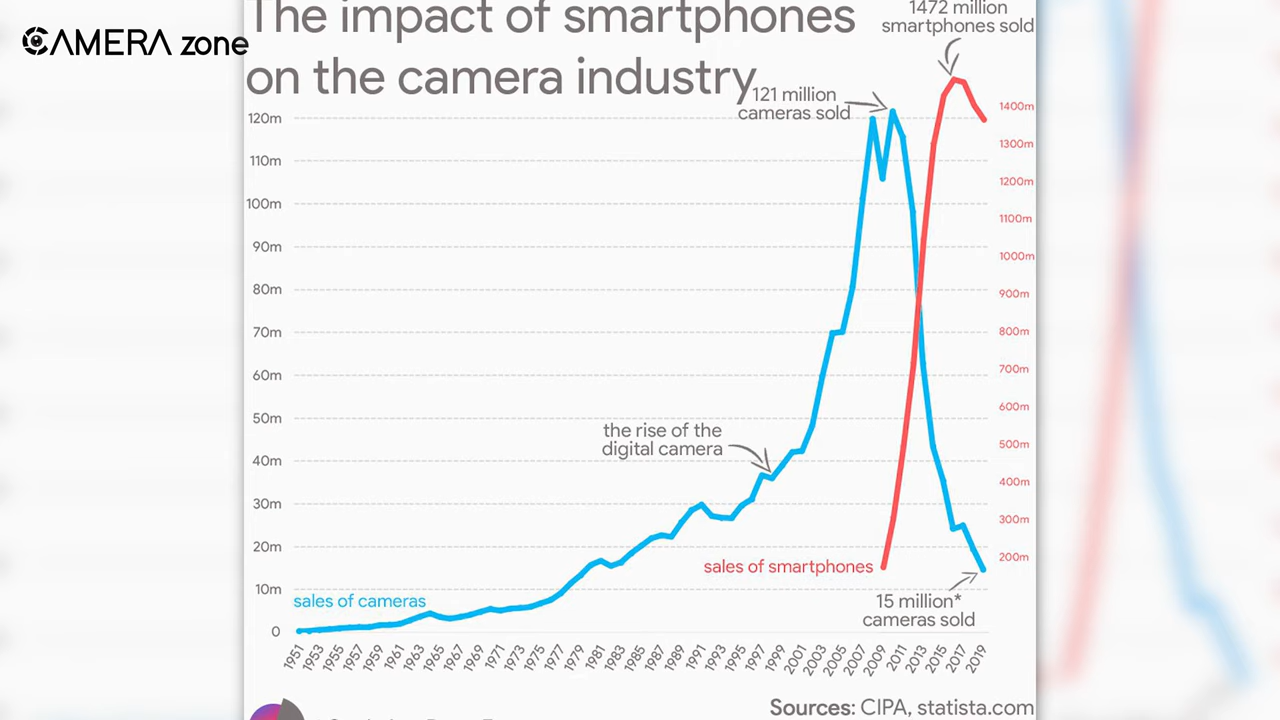 CAMERA zone
The impact of smartphones
on the camera industry
1472 million
smartphones sold
121 million
cameras sold
120m
110m
100m
90m
80m
70m
60m
50m
40m
30m
20m
10m
0
1400m
1300m
1200m
1100m
1000m
900m
800m
700m
600m
500m
400m
300m
200m
the rise of the
digital camera
sales of smartphones
sales of cameras
15 million*
cameras sold
1951
1953
1955
1957
1959
1961
1963
1965
1967
1969
1971
1973
1975
1977
1979
1981
1983
1985
1987
1989
1991
1993
1995
1997
1999
2001
2003
2005
2007
2009
2011
2013
2015
2017
2019
Sources: CIPA, statista.com